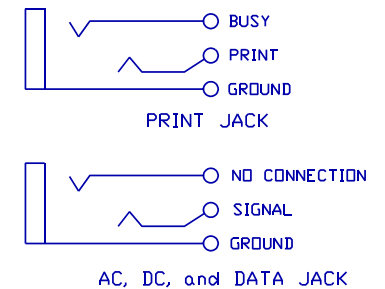 BUSY
PRINT
GROUND
PRINT JACK
NO CONNECTION
SIGNAL
GROUND
AC, DC, and DATA JACK